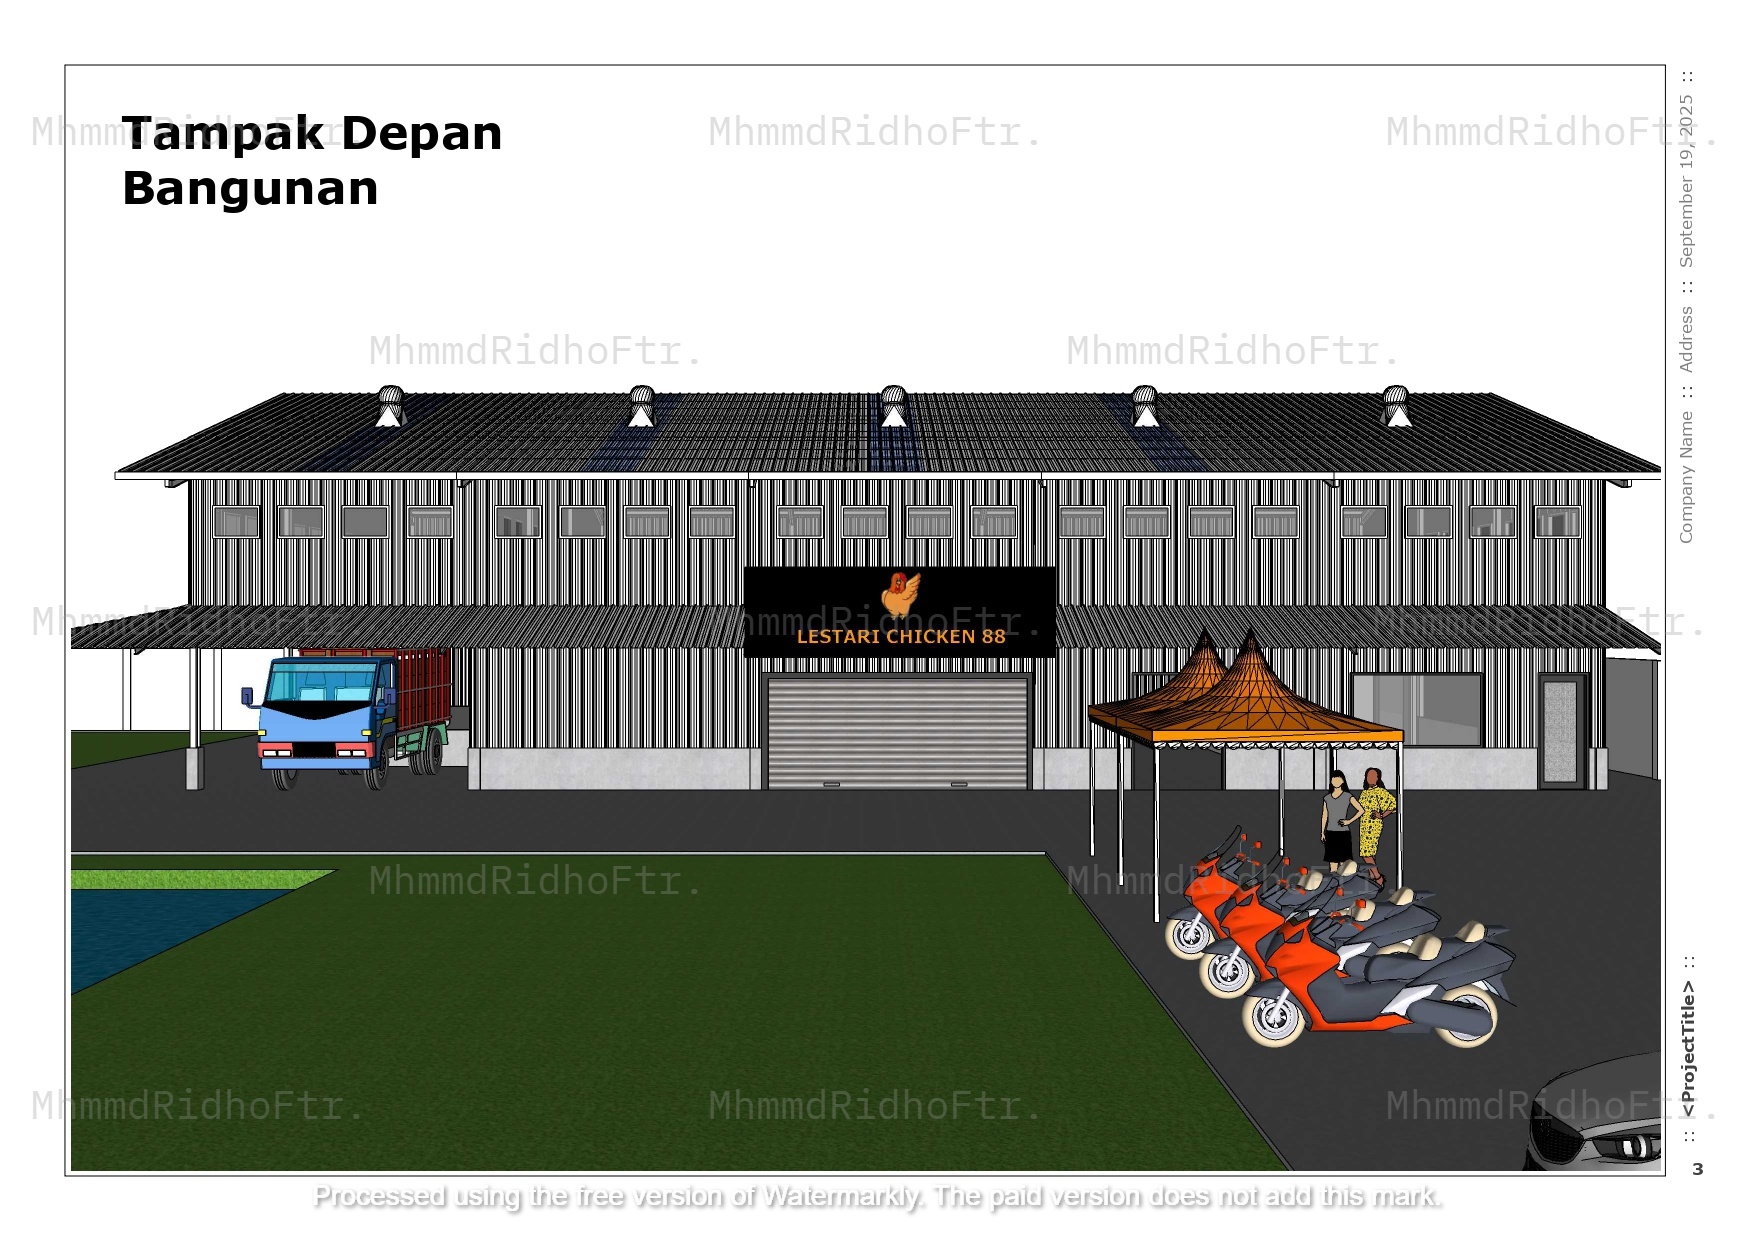 Tampak Depan
Bangunan
MhmmdRidhoFtr.
MhmmdRidhoFtr.
MhmmdRidhoFtr.
MhmmdRidhoFtr.
MhmmdRidhoFtr.
LESTARI CHICKEN 88
MhmmdRidhoFtr.
MhmmdRidhoFtr.
MhmmdRidhoFtr.
MhmmdRidhoFtr.
MhmmdRidhoFtr.
MhmmdRidhoFtr.
MhmmdRidhoFtr.
MhmmdRidhoFtr.
:: <ProjectTitle> ::
Company Name :: Address :: September 19, 2025 ::
3
Processed using the free version of Watermarkly. The paid version does not add this mark.